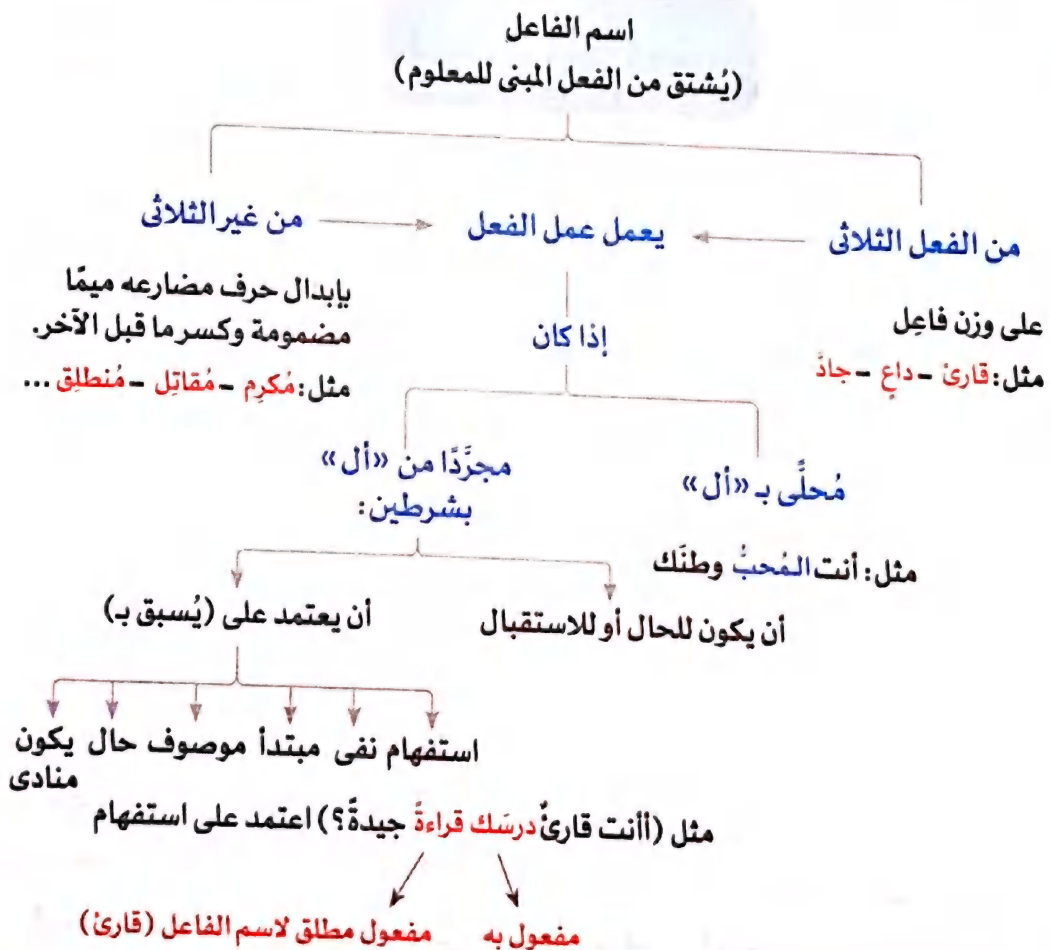 اسم الفاعل
(يُشتق من الفعل المبنى للمعلوم)
من الفعل الثلاثى
يعمل عمل الفعل
من غير الثلاثى
على وزن فاعِل
مثل: قارئ – داعٍ – جادّ
إذا كان
بإبدال حرف مضارعه ميمًا
مضمومة وكسر ما قبل الآخر.
مثل: مُكرِم – مُقاتِل – مُنطلِق ...
مُحلًّى بـ «أل»
مجرَّدًا من «أل»
بشرطين:
مثل: أنت المُحبُّ وطنَك
أن يكون للحال أو للاستقبال
أن يعتمد على (يُسبق بـ)
استفهام نفى مبتدأ موصوف حال يكون
منادى
مثل (أأنت قارئٌ درسَك قراءةً جيدةً؟) اعتمد على استفهام
مفعول به
مفعول مطلق لاسم الفاعل (قارئ)